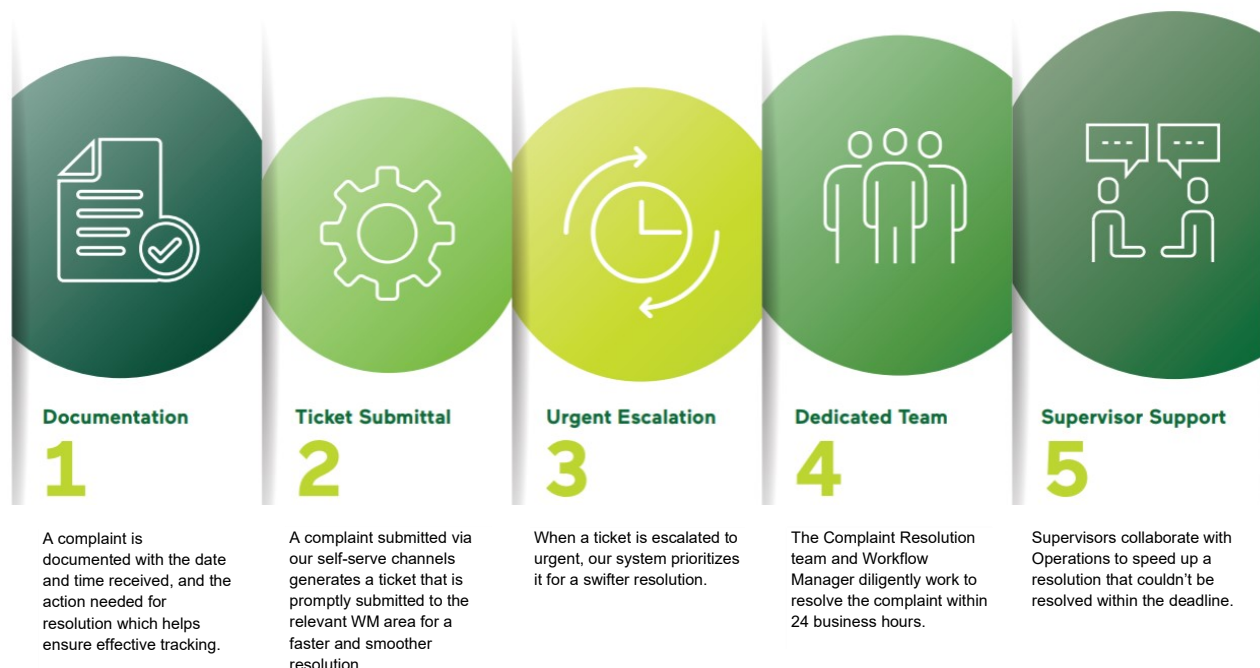 Documentation
1
A complaint is
documented with the date
and time received, and the
action needed for
resolution which helps
ensure effective tracking.
Ticket Submittal
2
A complaint submitted via
our self-serve channels
generates a ticket that is
promptly submitted to the
relevant WM area for a
faster and smoother
resolution
Urgent Escalation
3
When a ticket is escalated to
urgent, our system prioritizes
it for a swifter resolution.
Dedicated Team
4
The Complaint Resolution
team and Workflow
Manager diligently work to
resolve the complaint within
24 business hours.
Supervisor Support
5
Supervisors collaborate with
Operations to speed up a
resolution that couldn’t be
resolved within the deadline.